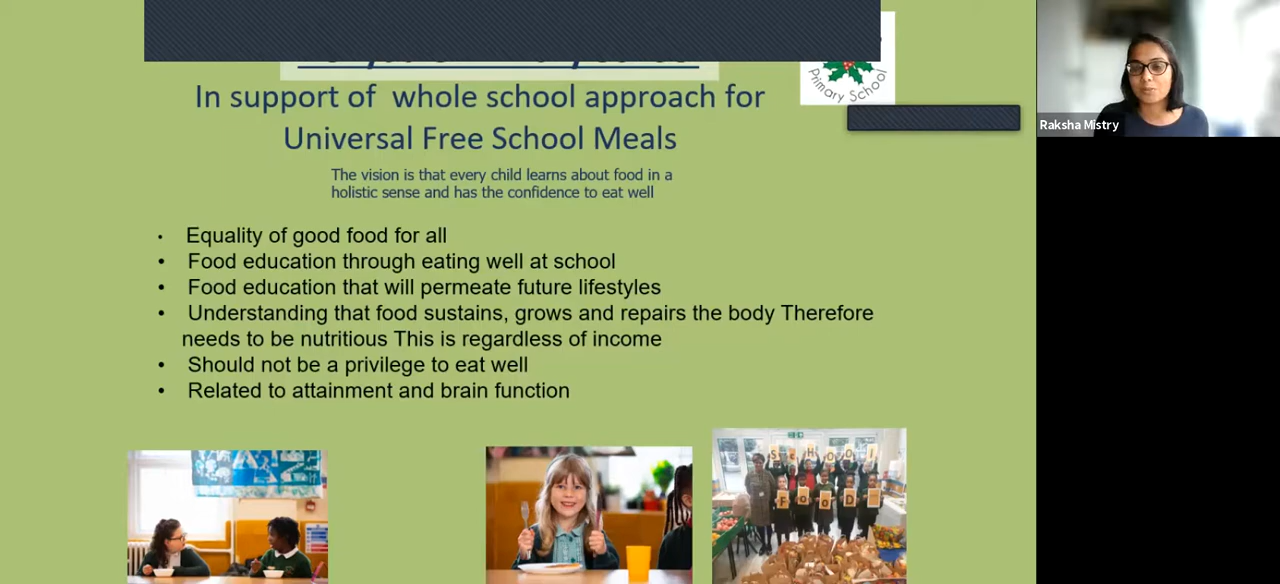 In support of  whole school approach for
Universal Free School Meals
Primary School
The vision is that every child learns about food in a
holistic sense and has the confidence to eat well
Raksha Mistry
• Equality of good food for all
• Food education through eating well at school
• Food education that will permeate future lifestyles
• Understanding that food sustains, grows and repairs the body Therefore
needs to be nutritious This is regardless of income
• Should not be a privilege to eat well
• Related to attainment and brain function
SCHOOL
FOOD